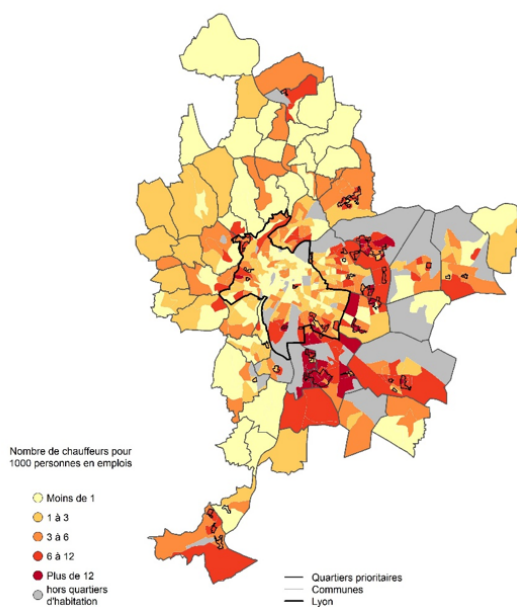 Nombre de chauffeurs pour
1000 personnes en emplois
Moins de 1
1 à 3
3 à 6
6 à 12
Plus de 12
hors quartiers
d'habitation
Quartiers prioritaires
Communes
Lyon